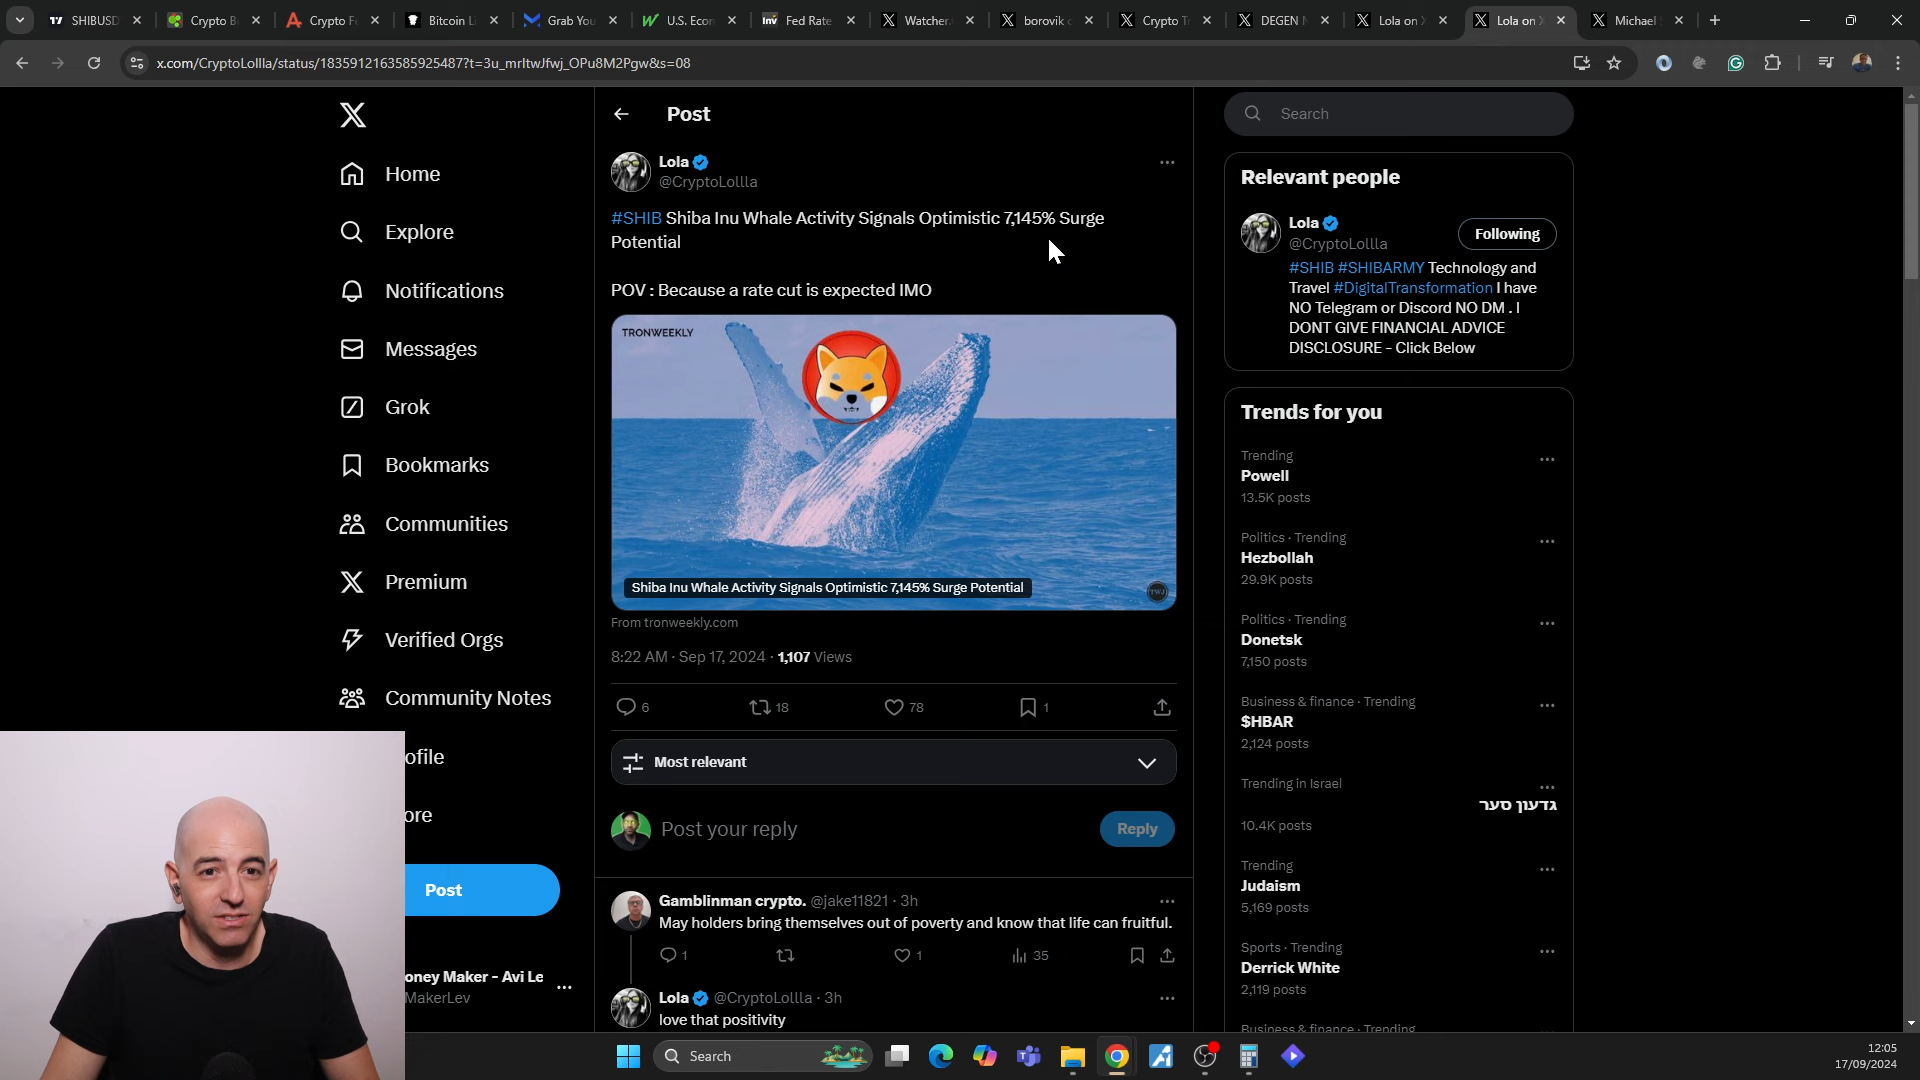 SHIBUSD
Crypto B
Crypto F
Bitcoin L
Grab You
U.S. Econ
Fed Rate
Watcher.
borovik
Crypto T
DEGEN
Lola on X
Lola on X
Michael
x.com/CryptoLollla/status/1835912163585925487?t=3u_mrltwJfwj_OPu8M2Pgw&s=08
Home
Explore
Notifications
Messages
Grok
Bookmarks
Communities
Premium
Verified Orgs
Community Notes
ofile
ore
Post
oney Maker - Avi Le
MakerLev
Post
Lola
@CryptoLollla
#SHIB Shiba Inu Whale Activity Signals Optimistic 7,145% Surge
Potential
POV : Because a rate cut is expected IMO
TRONWEEKLY
Shiba Inu Whale Activity Signals Optimistic 7,145% Surge Potential
From tronweekly.com
8:22 AM · Sep 17, 2024 · 1,107 Views
6 18 78 1
Most relevant
Post your reply
Reply
Gamblinman crypto. @jake11821 · 3h
May holders bring themselves out of poverty and know that life can fruitful.
1 1 35
Lola @CryptoLollla · 3h
love that positivity
Search
Relevant people
Lola
@CryptoLollla
Following
#SHIB #SHIBARMY Technology and
Travel #DigitalTransformation I have
NO Telegram or Discord NO DM . I
DONT GIVE FINANCIAL ADVICE
DISCLOSURE - Click Below
Trends for you
Trending
Powell
13.5K posts
Politics · Trending
Hezbollah
29.9K posts
Politics · Trending
Donetsk
7,150 posts
Business & finance · Trending
$HBAR
2,124 posts
Trending in Israel
גדעון סער
10.4K posts
Trending
Judaism
5,169 posts
Sports · Trending
Derrick White
2,119 posts
Business & finance · Trending
Search
12:05
17/09/2024